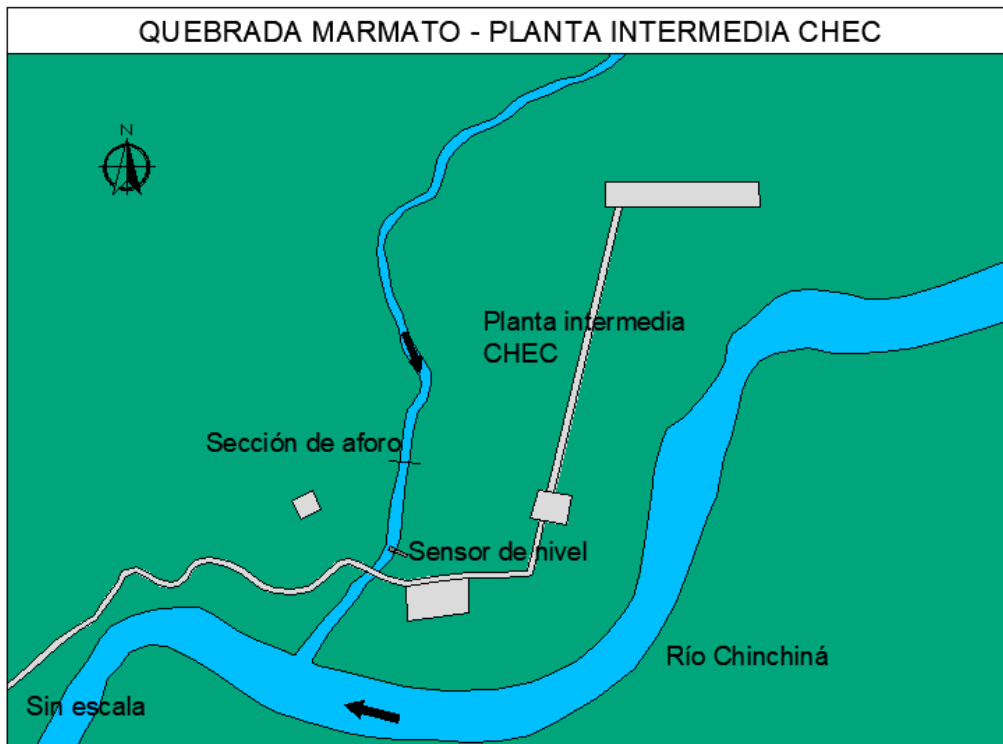 QUEBRADA MARMATO - PLANTA INTERMEDIA CHEC
N
Planta intermedia
CHEC
Sección de aforo
Sensor de nivel
Río Chinchiná
Sin escala